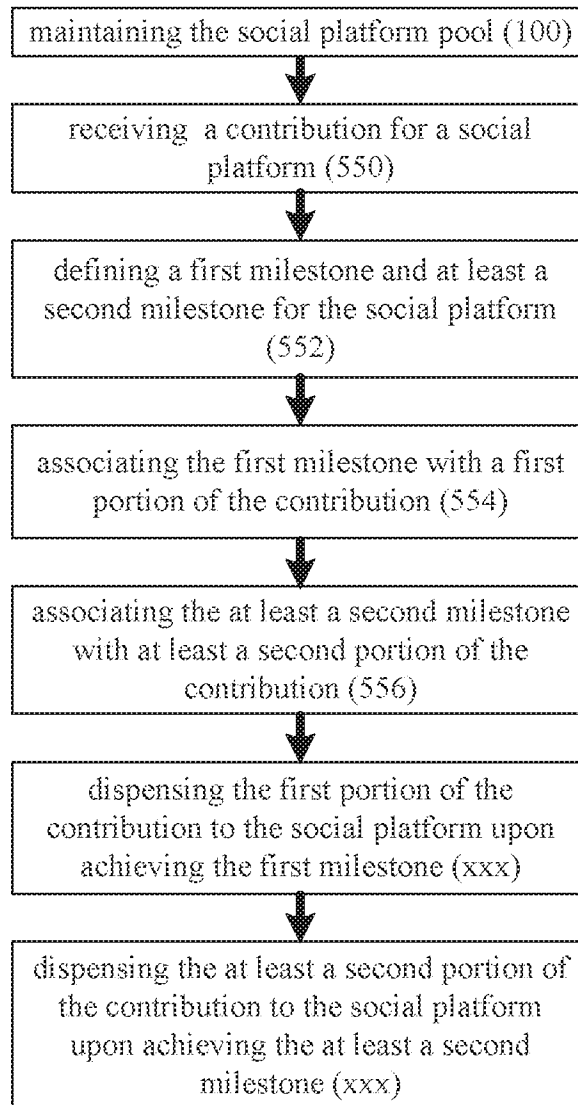 maintaining the social platform pool (100)
receiving a contribution for a social
platform (550)
defining a first milestone and at least a
second milestone for the social platform
(552)
associating the first milestone with a first
portion of the contribution (554)
associating the at least a second milestone
with at least a second portion of the
contribution (556)
dispensing the first portion of the
contribution to the social platform upon
achieving the first milestone (xxx)
dispensing the at least a second portion of
the contribution to the social platform
upon achieving the at least a second
milestone (xxx)